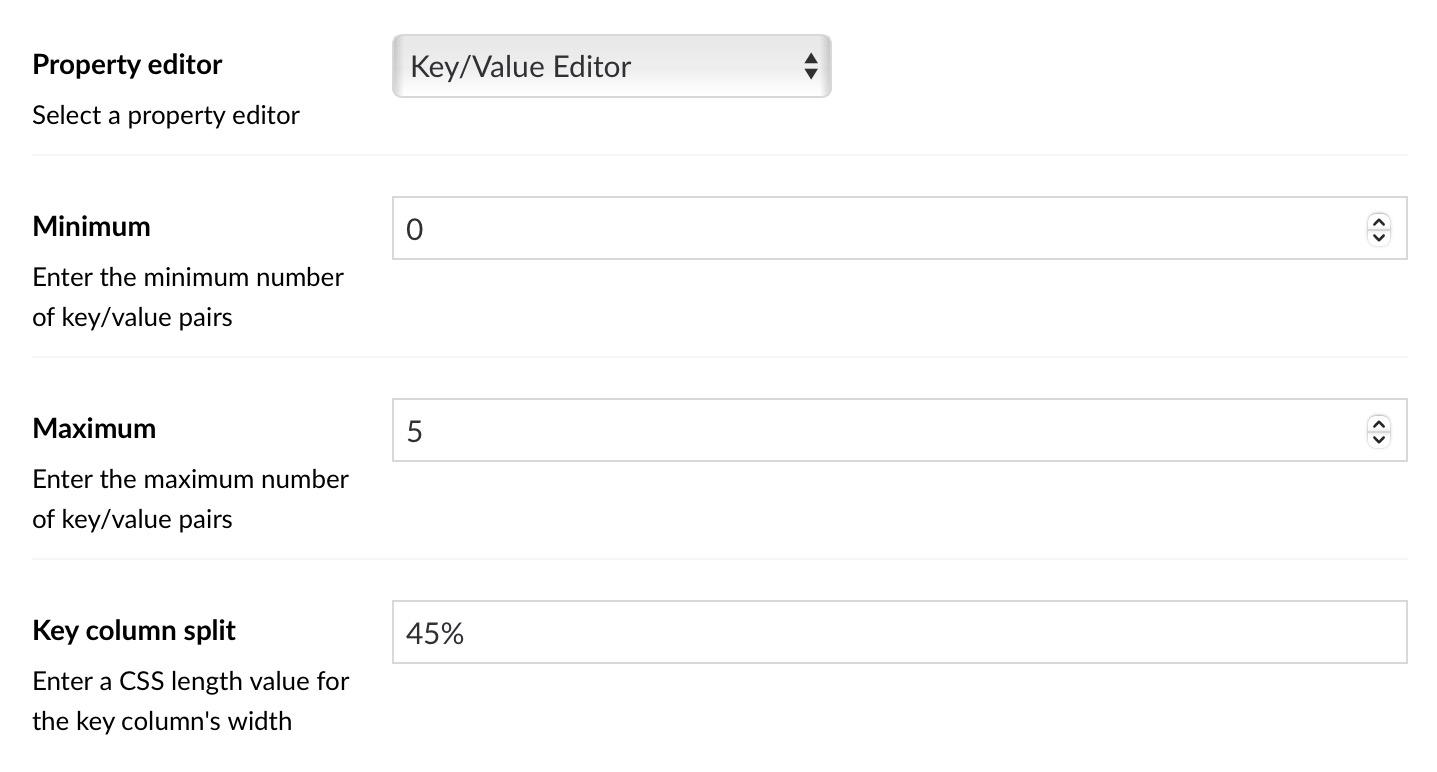 Property editor
Key/Value Editor
Select a property editor
Minimum
0
Enter the minimum number
of key/value pairs
Maximum
5
Enter the maximum number
of key/value pairs
Key column split
45%
Enter a CSS length value for
the key column's width